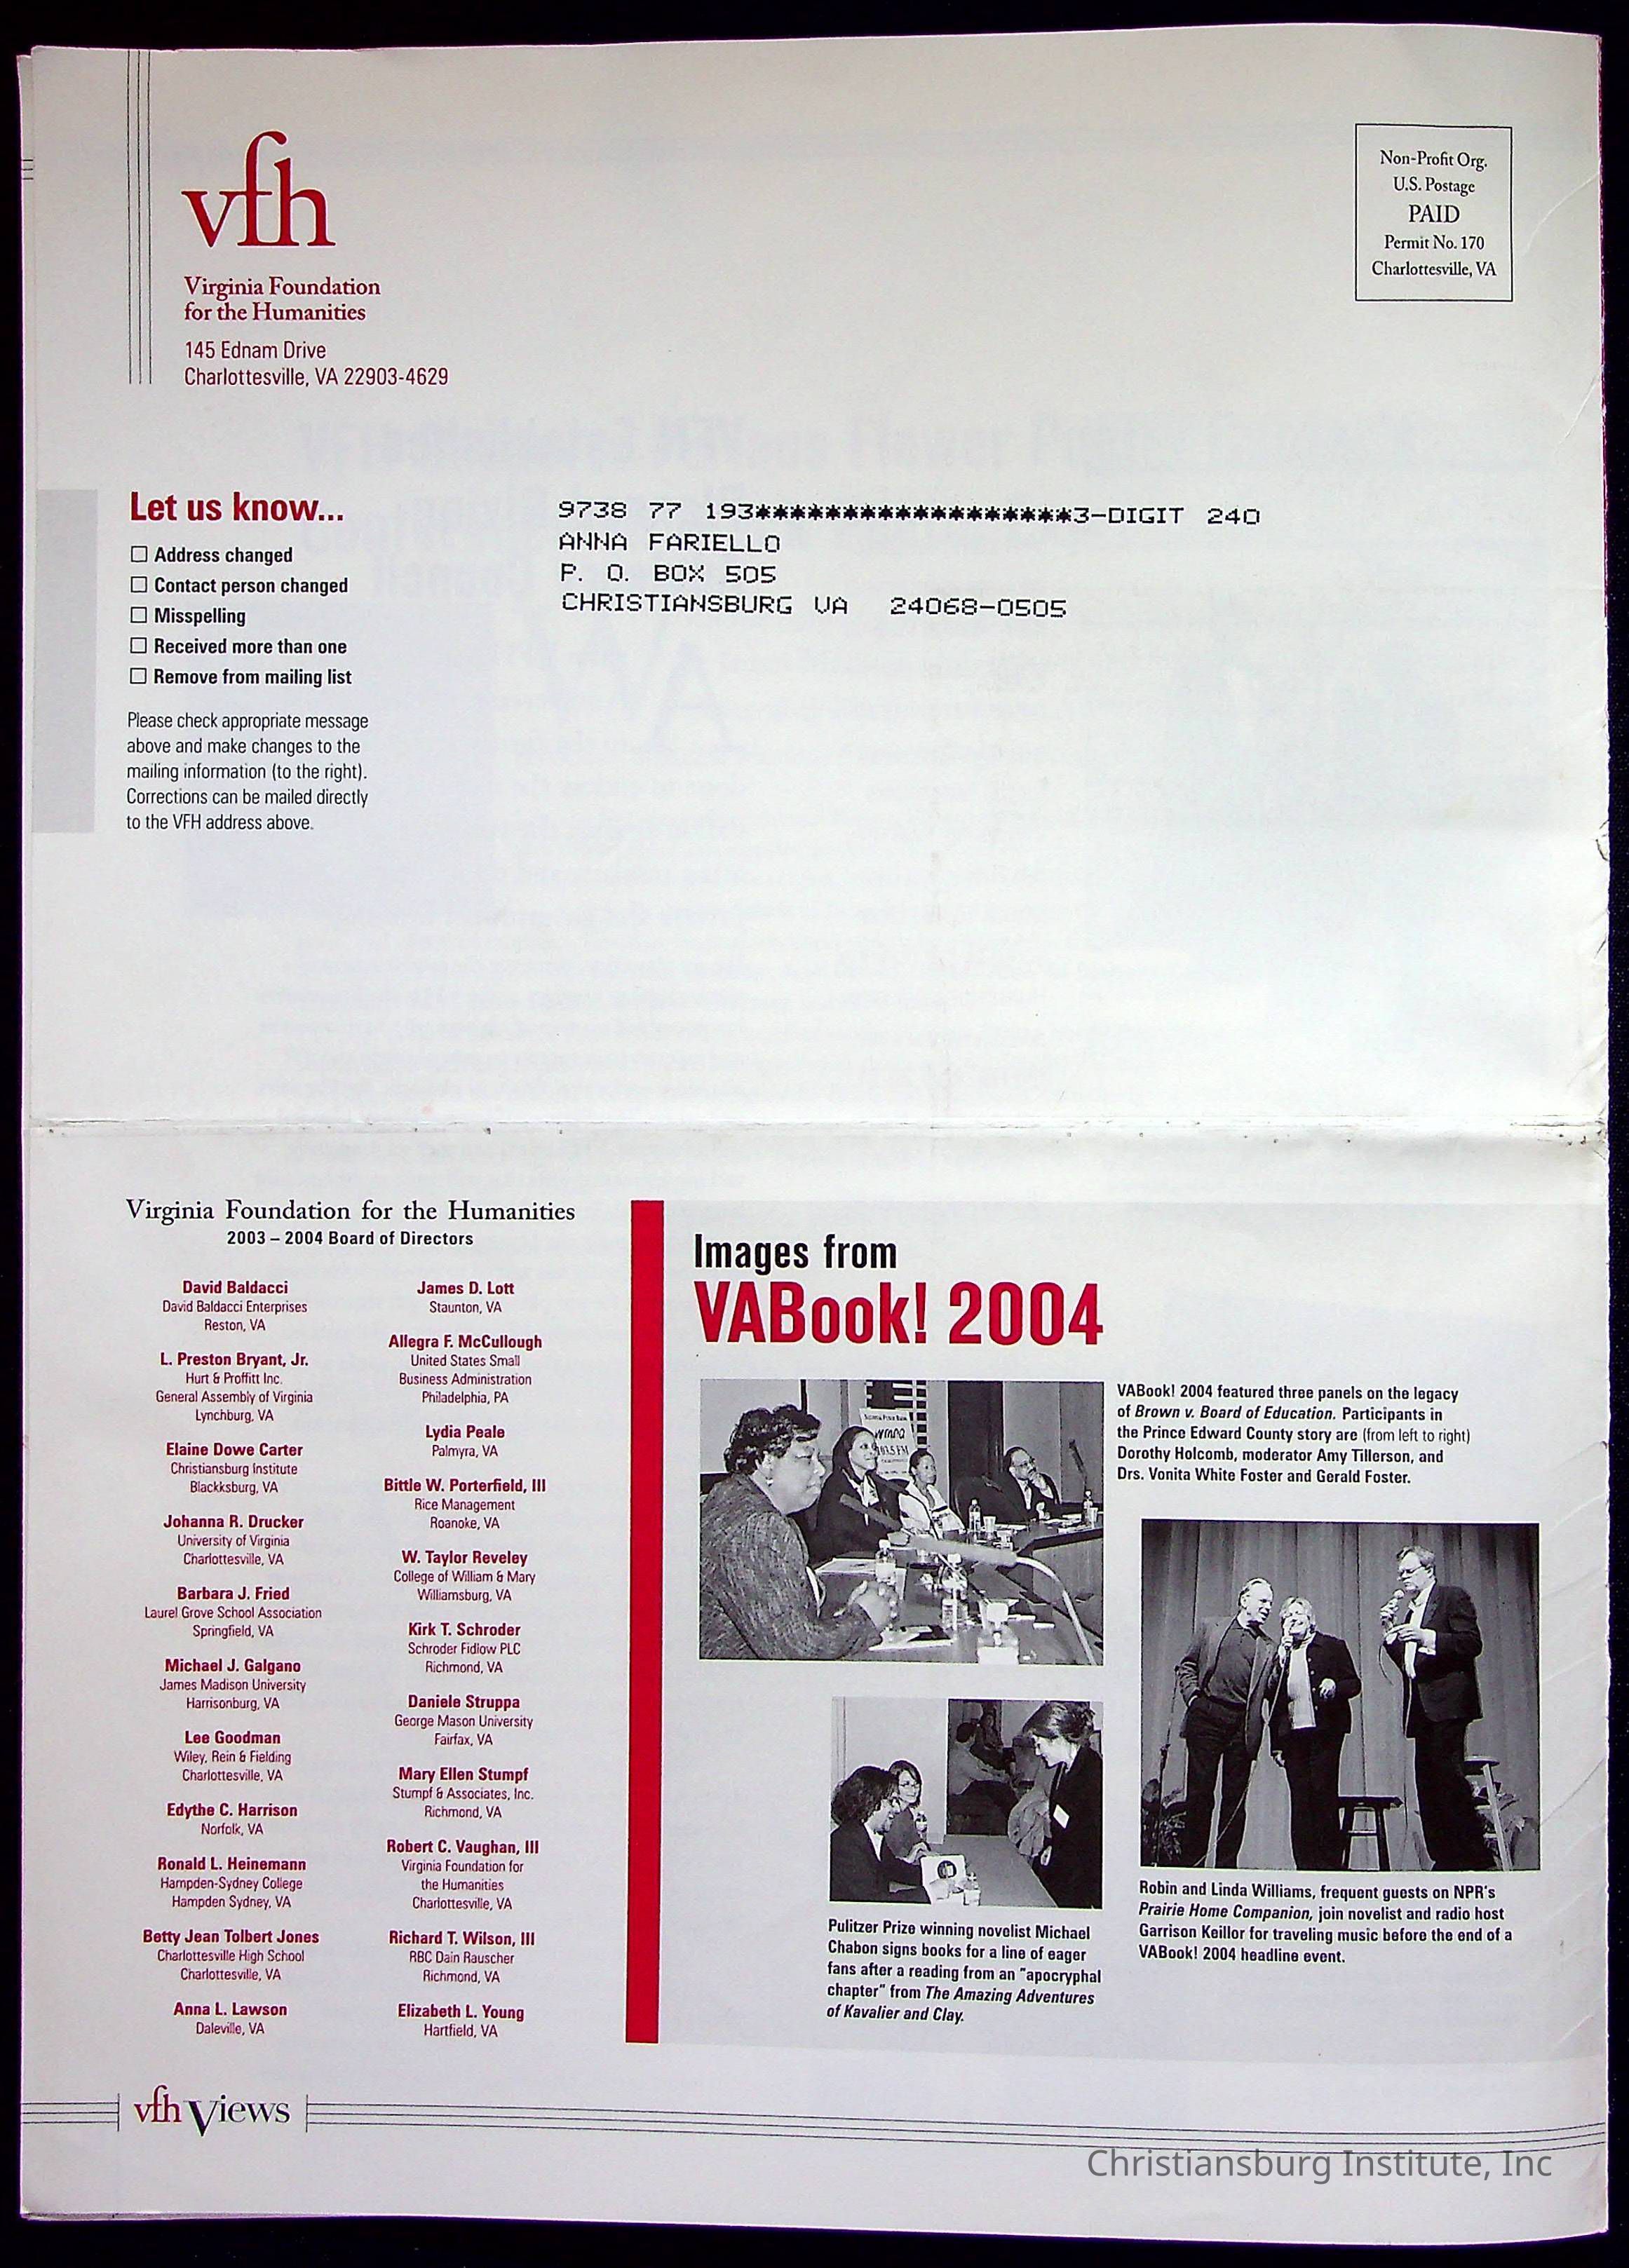 vfh
Virginia Foundation
for the Humanities
145 Ednam Drive
Charlottesville, VA 22903-4629
Non-Profit Org.
U.S. Postage
PAID
Permit No. 170
Charlottesville, VA
Let us know...
Address changed
Contact person changed
Misspelling
Received more than one
Remove from mailing list
Please check appropriate message
above and make changes to the
mailing information (to the right).
Corrections can be mailed directly
to the VFH address above.
9738 77 193*******************3-DIGIT 240
ANNA FARIELLO
P. O. BOX 505
CHRISTIANSBURG VA 24068-0505
Virginia Foundation for the Humanities
2003 – 2004 Board of Directors
David Baldacci
David Baldacci Enterprises
Reston, VA
L. Preston Bryant, Jr.
Hurt & Proffitt Inc.
General Assembly of Virginia
Lynchburg, VA
Elaine Dowe Carter
Christiansburg Institute
Blackksburg, VA
Johanna R. Drucker
University of Virginia
Charlottesville, VA
Barbara J. Fried
Laurel Grove School Association
Springfield, VA
Michael J. Galgano
James Madison University
Harrisonburg, VA
Lee Goodman
Wiley, Rein & Fielding
Charlottesville, VA
Edythe C. Harrison
Norfolk, VA
Ronald L. Heinemann
Hampden-Sydney College
Hampden Sydney, VA
Betty Jean Tolbert Jones
Charlottesville High School
Charlottesville, VA
Anna L. Lawson
Daleville, VA
James D. Lott
Staunton, VA
Allegra F. McCullough
United States Small
Business Administration
Philadelphia, PA
Lydia Peale
Palmyra, VA
Bittle W. Porterfield, III
Rice Management
Roanoke, VA
W. Taylor Reveley
College of William & Mary
Williamsburg, VA
Kirk T. Schroder
Schroder Fidlow PLC
Richmond, VA
Daniele Struppa
George Mason University
Fairfax, VA
Mary Ellen Stumpf
Stumpf & Associates, Inc.
Richmond, VA
Robert C. Vaughan, III
Virginia Foundation for
the Humanities
Charlottesville, VA
Richard T. Wilson, III
RBC Dain Rauscher
Richmond, VA
Elizabeth L. Young
Hartfield, VA
Images from
VABook! 2004
VABook! 2004 featured three panels on the legacy
of Brown v. Board of Education. Participants in
the Prince Edward County story are (from left to right)
Dorothy Holcomb, moderator Amy Tillerson, and
Drs. Vonita White Foster and Gerald Foster.
Pulitzer Prize winning novelist Michael
Chabon signs books for a line of eager
fans after a reading from an "apocryphal
chapter" from The Amazing Adventures
of Kavalier and Clay.
Robin and Linda Williams, frequent guests on NPR's
Prairie Home Companion, join novelist and radio host
Garrison Keillor for traveling music before the end of a
VABook! 2004 headline event.
vfh Views
Christiansburg Institute, Inc